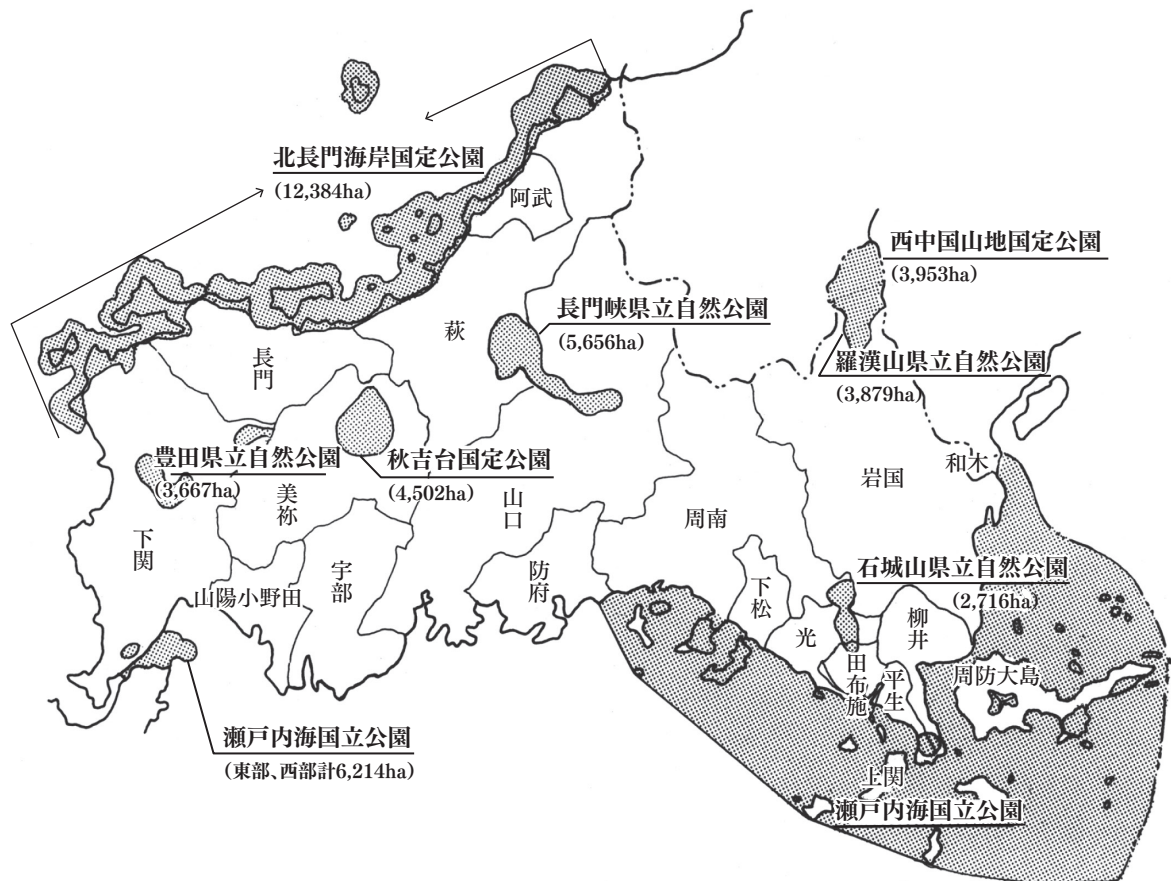 北長門海岸国定公園
(12,384ha)
阿武
西中国山地国定公園
(3,953ha)
長門峡県立自然公園
(5,656ha)
萩
羅漢山県立自然公園
(3,879ha)
長門
豊田県立自然公園
(3,667ha)
秋吉台国定公園
(4,502ha)
和木
岩国
美祢
山口
周南
下関
宇部
防府
石城山県立自然公園
(2,716ha)
山陽小野田
下松
光
柳井
田布施
平生
周防大島
瀬戸内海国立公園
(東部、西部計6,214ha)
上関
瀬戸内海国立公園